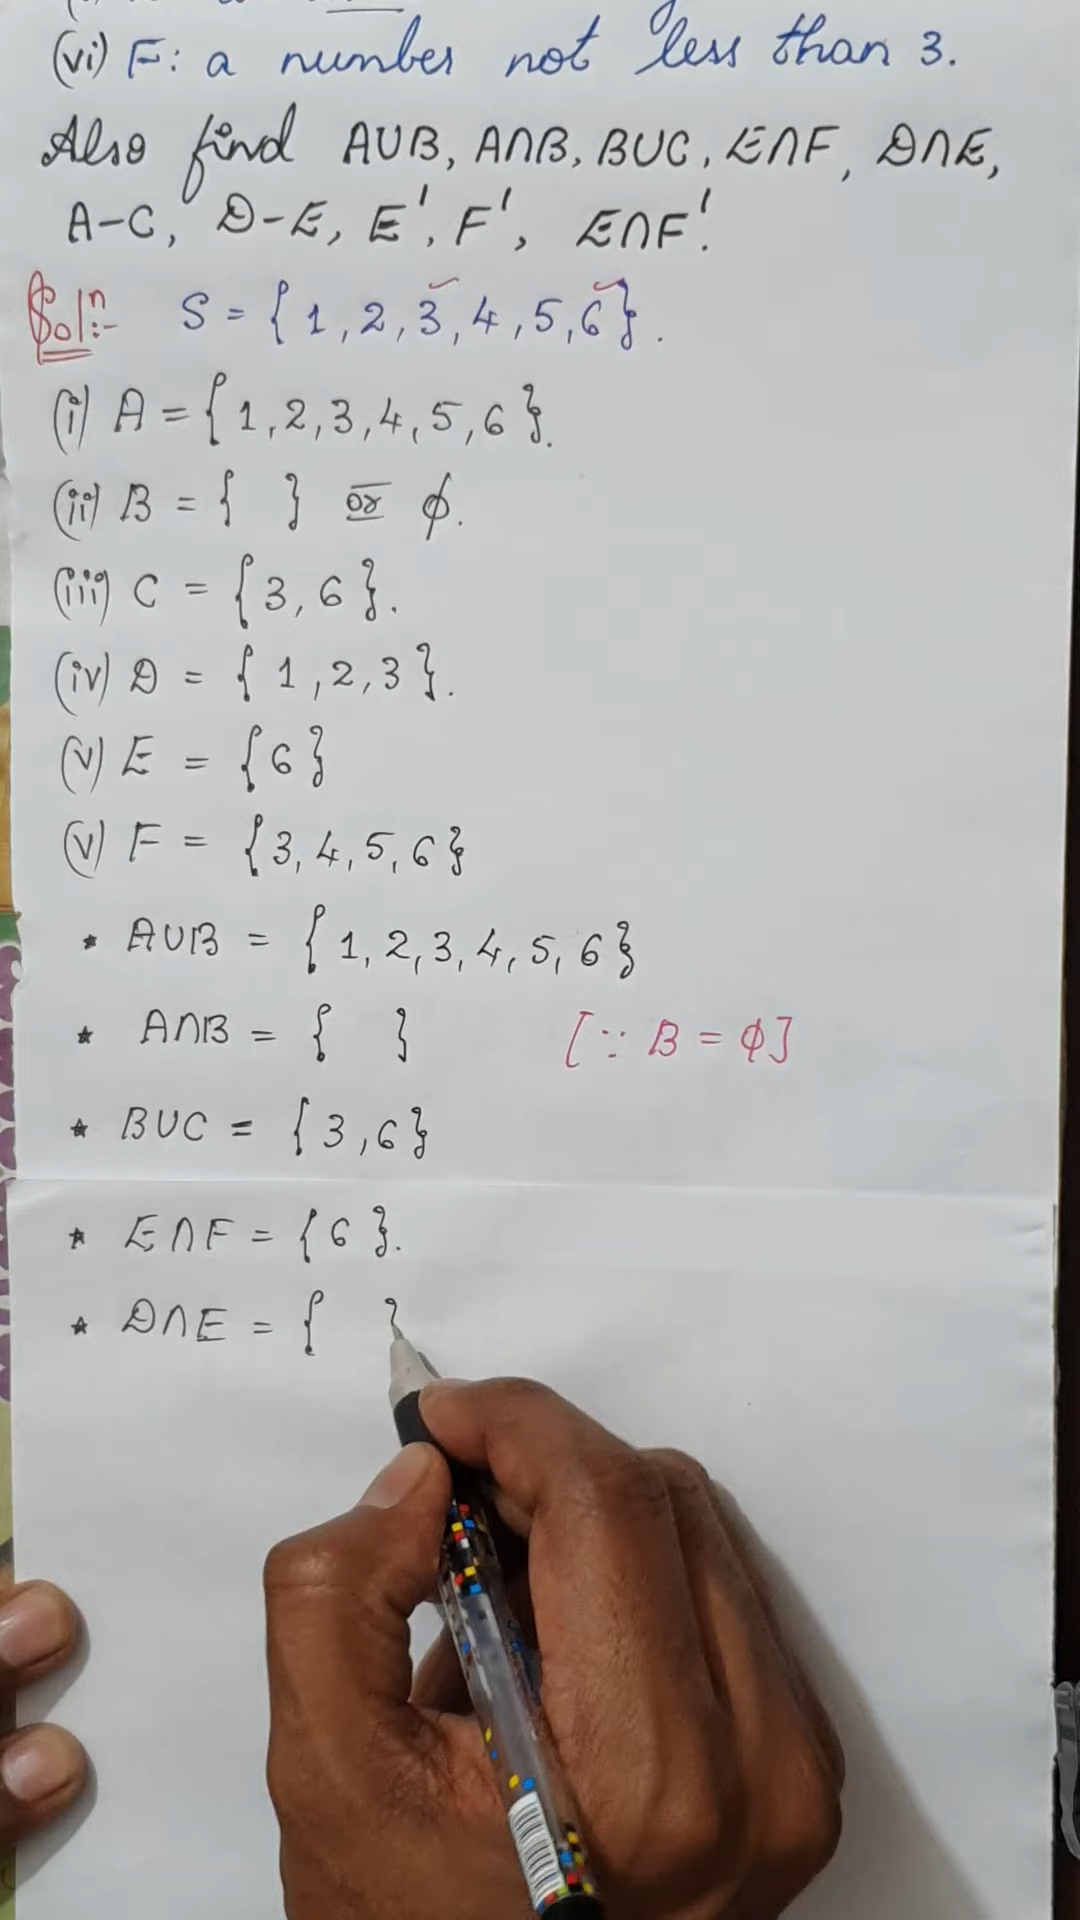 (vi) F: a number not less than 3.
Also find A∪B, A∩B, B∪C, E∩F, D∩E,
A-C, D-E, E', F', E∩F'.
Solⁿ:- S = {1, 2, 3, 4, 5, 6}.
(i) A = {1, 2, 3, 4, 5, 6}.
(ii) B = { } or φ.
(iii) C = {3, 6}.
(iv) D = {1, 2, 3}.
(v) E = {6}
(v) F = {3, 4, 5, 6}
* A∪B = {1, 2, 3, 4, 5, 6}
* A∩B = { } [∵ B = φ]
* B∪C = {3, 6}
* E∩F = {6}.
* D∩E = { }